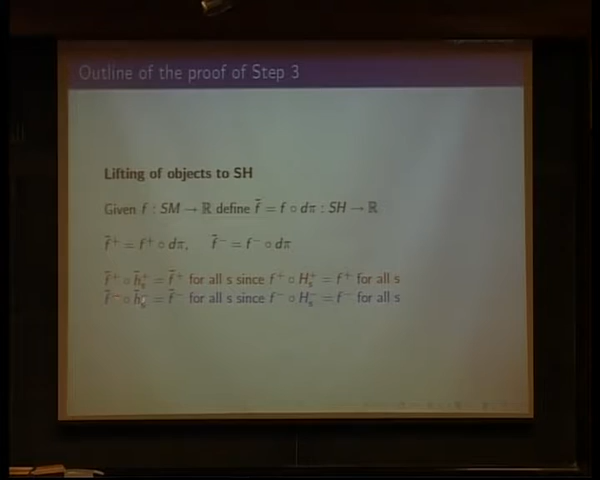 Outline of the proof of Step 3
Lifting of objects to SH
Given f : SM → ℝ define f̄ = f ∘ dπ : SH → ℝ
f̄⁺ = f⁺ ∘ dπ, f̄⁻ = f⁻ ∘ dπ
f̄⁺ ∘ h̄ₛ⁺ = f̄⁺ for all s since f⁺ ∘ Hₛ⁺ = f⁺ for all s
f̄⁻ ∘ h̄ₛ⁻ = f̄⁻ for all s since f⁻ ∘ Hₛ⁻ = f⁻ for all s